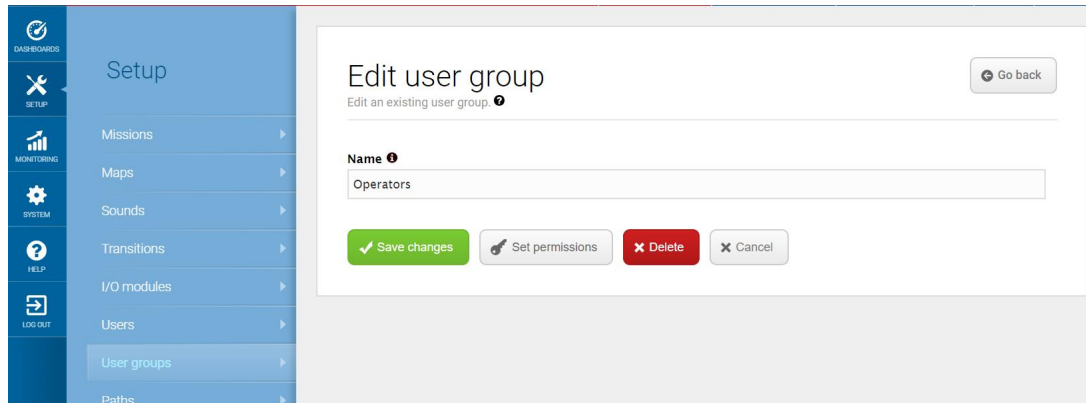 DASHBOARDS
SETUP
MONITORING
SYSTEM
HELP
LOG OUT
Setup
Missions
Maps
Sounds
Transitions
I/O modules
Users
User groups
Paths
Edit user group
Go back
Edit an existing user group. ?
Name i
Operators
Save changes
Set permissions
Delete
Cancel